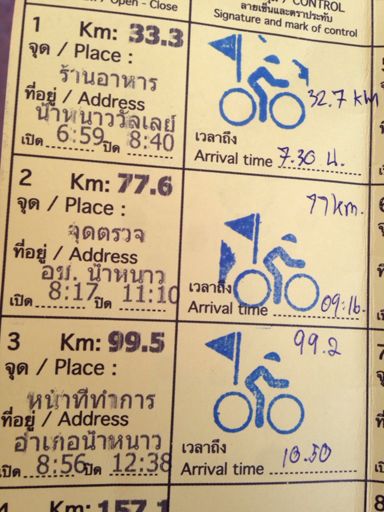 / Open - Close
/ CONTROL
ลายเซ็นและตราประทับ
Signature and mark of control
1 Km: 33.3
จุด / Place :
ร้านอาหาร
ที่อยู่ / Address
น้ำหนาววัลเลย์
เปิด 6:59 ปิด 8:40
32.7 km
เวลาถึง
Arrival time 7.30 น.
2 Km: 77.6
จุด / Place :
จุดตรวจ
ที่อยู่ / Address
อช. น้ำหนาว
เปิด 8:17 ปิด 11:10
77 km.
เวลาถึง
Arrival time 09:16
3 Km: 99.5
จุด / Place :
หน้าที่ทำการ
ที่อยู่ / Address
อำเภอน้ำหนาว
เปิด 8:56 ปิด 12:38
99.2
เวลาถึง
Arrival time 10.50
4 Km: 157.1
8